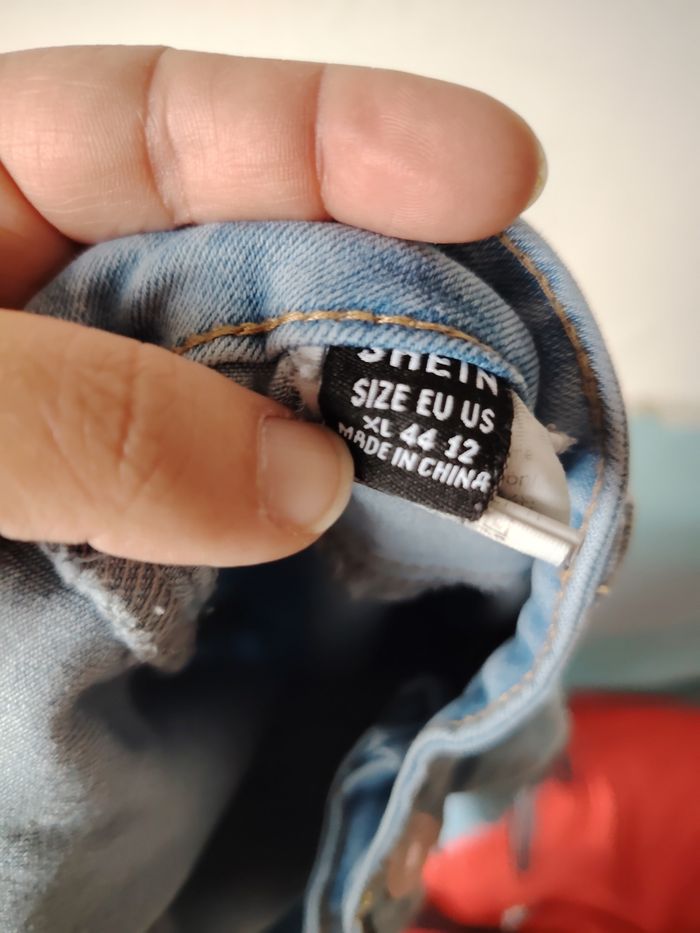 SHEIN
SIZE EU US
XL 44 12
MADE IN CHINA